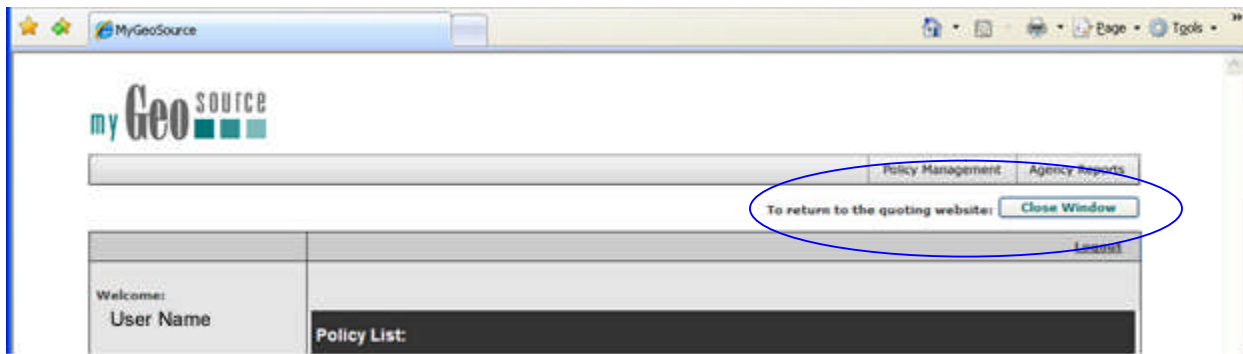 MyGeoSource
Page
Tools
my Geo source
Policy Management
Agency Reports
To return to the quoting website:
Close Window
Logout
Welcome:
User Name
Policy List: